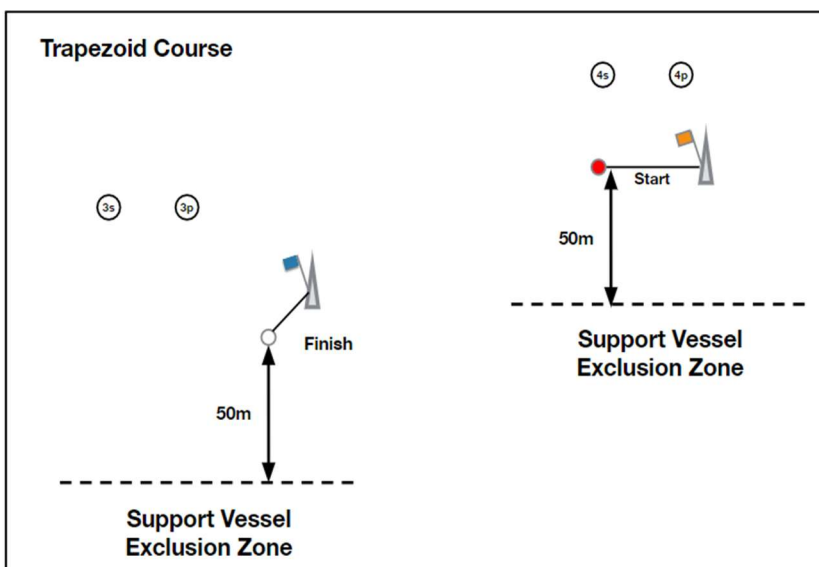 Trapezoid Course
4s 4p
Start
50m
Support Vessel
Exclusion Zone
3s 3p
Finish
50m
Support Vessel
Exclusion Zone